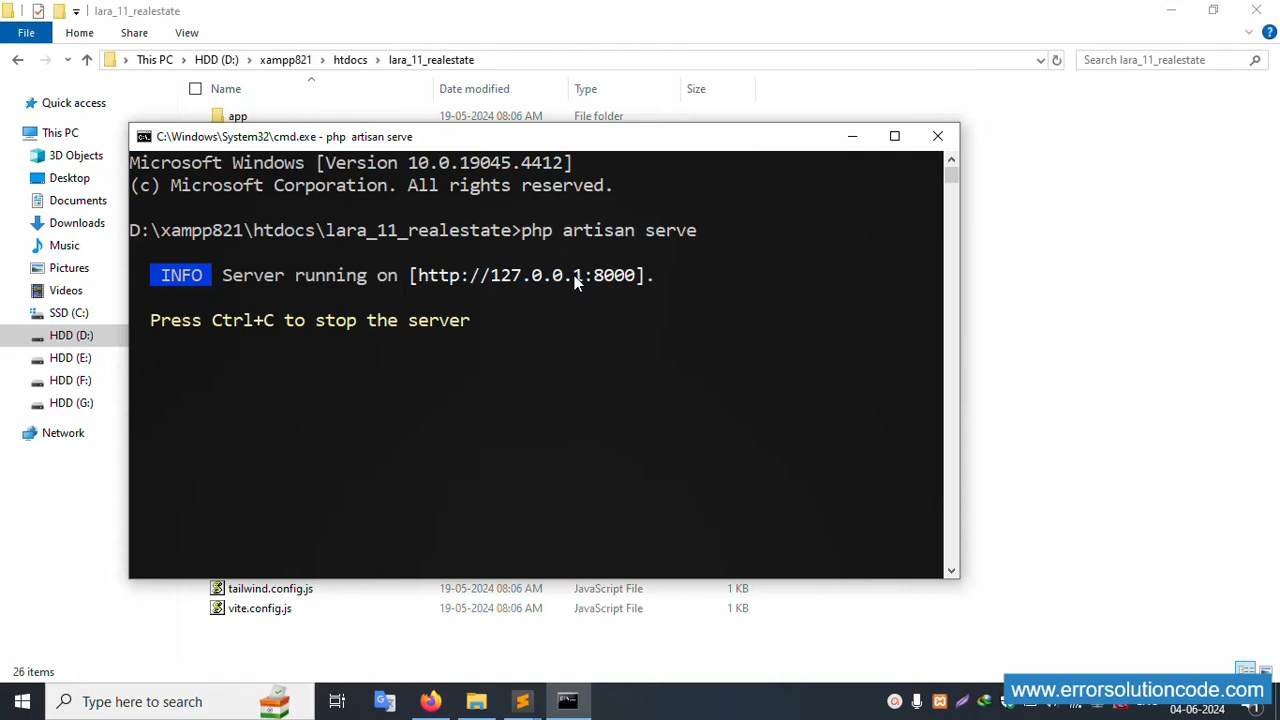 lara_11_realestate
File
Home
Share
View
This PC
HDD (D:)
xampp821
htdocs
lara_11_realestate
Search lara_11_realestate
Name
Date modified
Type
Size
Quick access
This PC
3D Objects
Desktop
Documents
Downloads
Music
Pictures
Videos
SSD (C:)
HDD (D:)
HDD (E:)
HDD (F:)
HDD (G:)
Network
app 19-05-2024 08:06 AM File folder
C:\Windows\System32\cmd.exe - php artisan serve
Microsoft Windows [Version 10.0.19045.4412]
(c) Microsoft Corporation. All rights reserved.
D:\xampp821\htdocs\lara_11_realestate>php artisan serve
INFO Server running on [http://127.0.0.1:8000].
Press Ctrl+C to stop the server
tailwind.config.js 19-05-2024 08:06 AM JavaScript File 1 KB
vite.config.js 19-05-2024 08:06 AM JavaScript File 1 KB
26 items
Type here to search
www.errorsolutioncode.com
04-06-2024